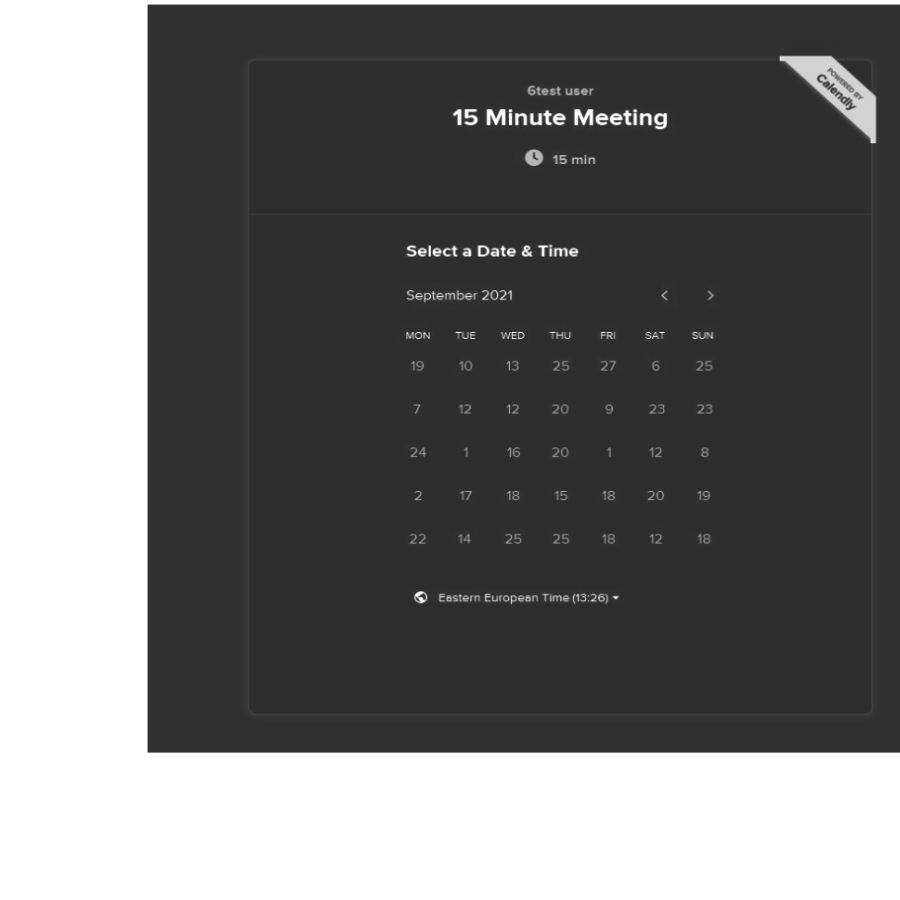 POWERED BY
Calendly
6test user
15 Minute Meeting
15 min
Select a Date & Time
September 2021
MON TUE WED THU FRI SAT SUN
19 10 13 25 27 6 25
7 12 12 20 9 23 23
24 1 16 20 1 12 8
2 17 18 15 18 20 19
22 14 25 25 18 12 18
Eastern European Time (13:26)